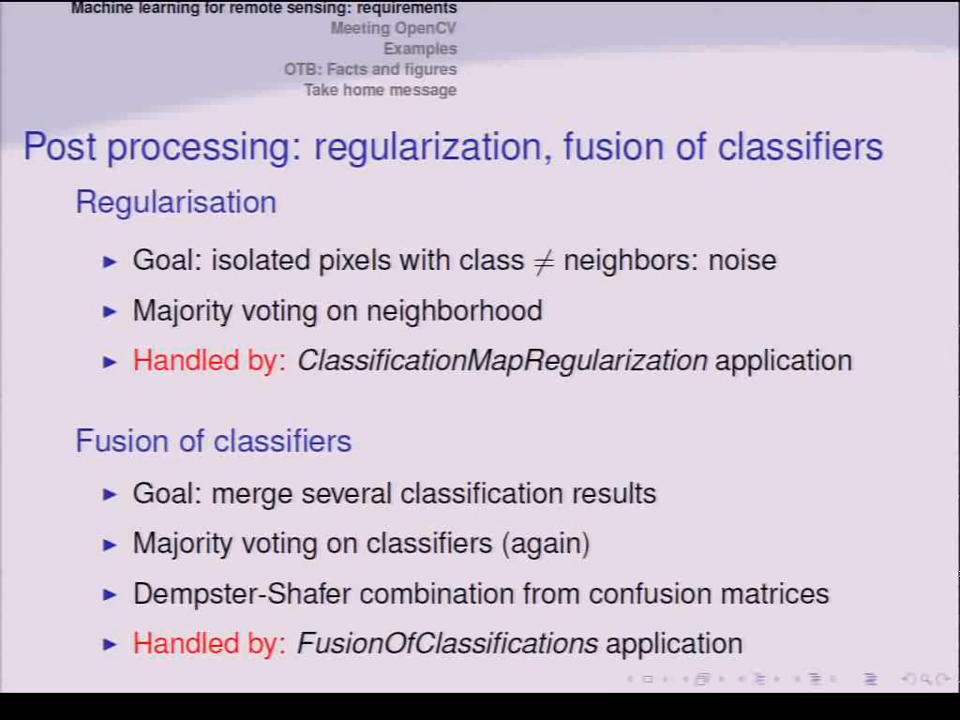 Machine learning for remote sensing: requirements
Meeting OpenCV
Examples
OTB: Facts and figures
Take home message
Post processing: regularization, fusion of classifiers
Regularisation
Goal: isolated pixels with class ≠ neighbors: noise
Majority voting on neighborhood
Handled by: ClassificationMapRegularization application
Fusion of classifiers
Goal: merge several classification results
Majority voting on classifiers (again)
Dempster-Shafer combination from confusion matrices
Handled by: FusionOfClassifications application